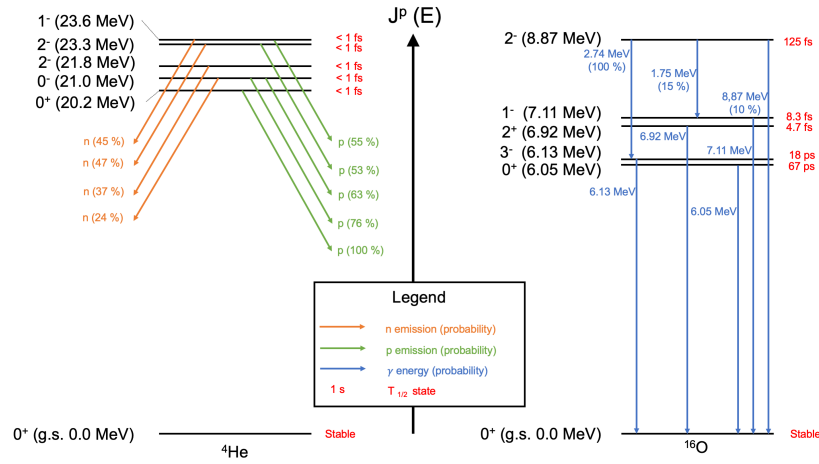 J^p (E)
1^- (23.6 MeV)
2^- (23.3 MeV)
2^- (21.8 MeV)
0^- (21.0 MeV)
0^+ (20.2 MeV)
< 1 fs
< 1 fs
< 1 fs
< 1 fs
< 1 fs
n (45 %)
n (47 %)
n (37 %)
n (24 %)
p (55 %)
p (53 %)
p (63 %)
p (76 %)
p (100 %)
0^+ (g.s. 0.0 MeV)
Stable
^4He
Legend
n emission (probability)
p emission (probability)
γ energy (probability)
1 s
T_1/2 state
2^- (8.87 MeV)
125 fs
2.74 MeV
(100 %)
1.75 MeV
(15 %)
8,87 MeV
(10 %)
1^- (7.11 MeV)
8.3 fs
2^+ (6.92 MeV)
4.7 fs
3^- (6.13 MeV)
18 ps
0^+ (6.05 MeV)
67 ps
6.92 MeV
7.11 MeV
6.13 MeV
6.05 MeV
0^+ (g.s. 0.0 MeV)
Stable
^16O